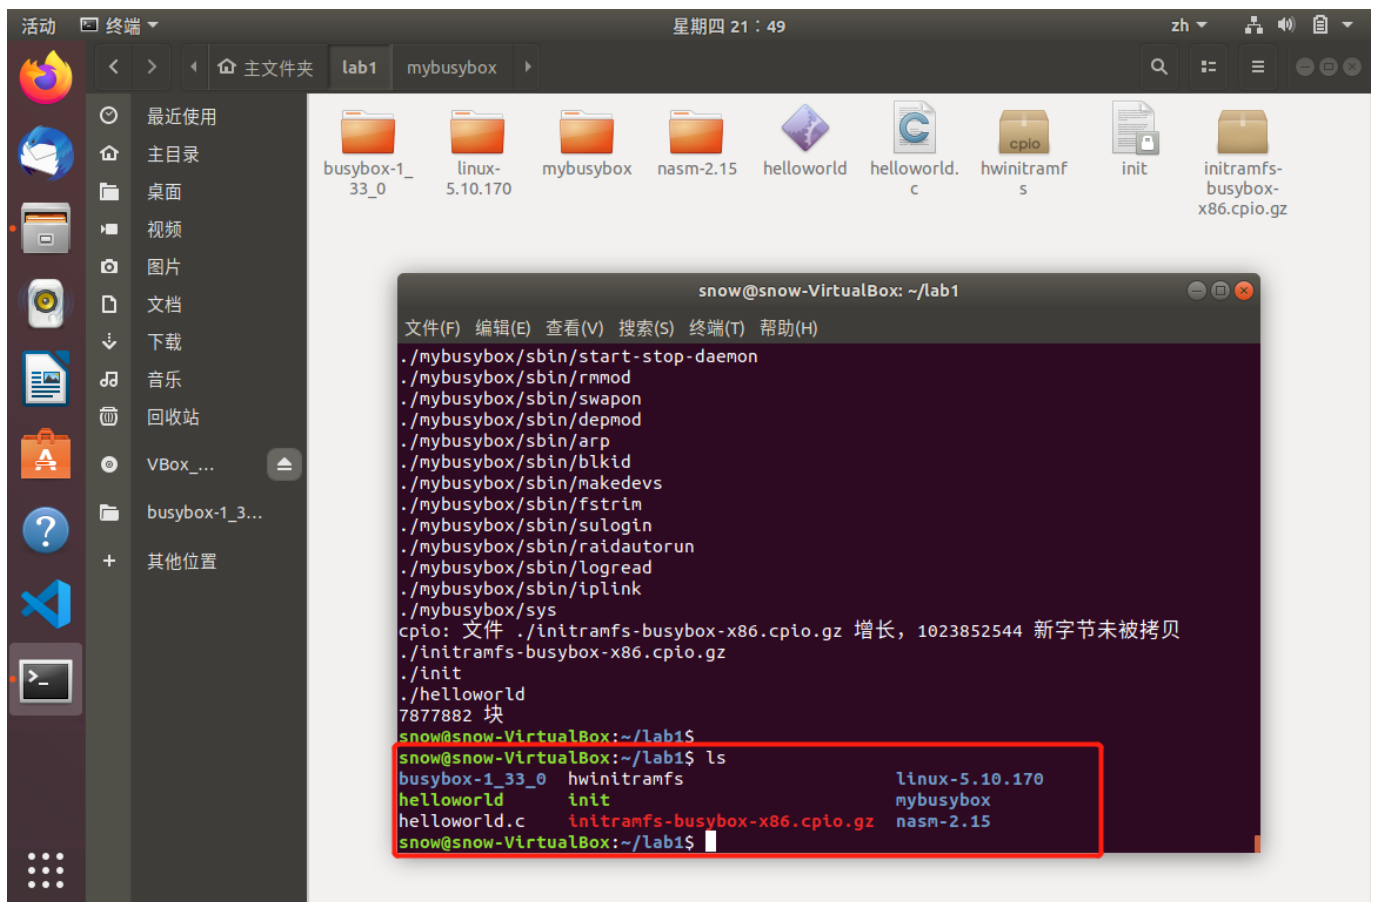 活动 终端 星期四 21：49 zh
主文件夹 lab1 mybusybox
最近使用
主目录
桌面
视频
图片
文档
下载
音乐
回收站
VBox_...
busybox-1_3...
其他位置
busybox-1_
33_0
linux-
5.10.170
mybusybox
nasm-2.15
helloworld
helloworld.
c
cpio
hwinitramf
s
init
initramfs-
busybox-
x86.cpio.gz
snow@snow-VirtualBox: ~/lab1
文件(F) 编辑(E) 查看(V) 搜索(S) 终端(T) 帮助(H)
./mybusybox/sbin/start-stop-daemon
./mybusybox/sbin/rmmod
./mybusybox/sbin/swapon
./mybusybox/sbin/depmod
./mybusybox/sbin/arp
./mybusybox/sbin/blkid
./mybusybox/sbin/makedevs
./mybusybox/sbin/fstrim
./mybusybox/sbin/sulogin
./mybusybox/sbin/raidautorun
./mybusybox/sbin/logread
./mybusybox/sbin/iplink
./mybusybox/sys
cpio: 文件 ./initramfs-busybox-x86.cpio.gz 增长，1023852544 新字节未被拷贝
./initramfs-busybox-x86.cpio.gz
./init
./helloworld
7877882 块
snow@snow-VirtualBox:~/lab1$
snow@snow-VirtualBox:~/lab1$ ls
busybox-1_33_0 hwinitramfs linux-5.10.170
helloworld init mybusybox
helloworld.c initramfs-busybox-x86.cpio.gz nasm-2.15
snow@snow-VirtualBox:~/lab1$